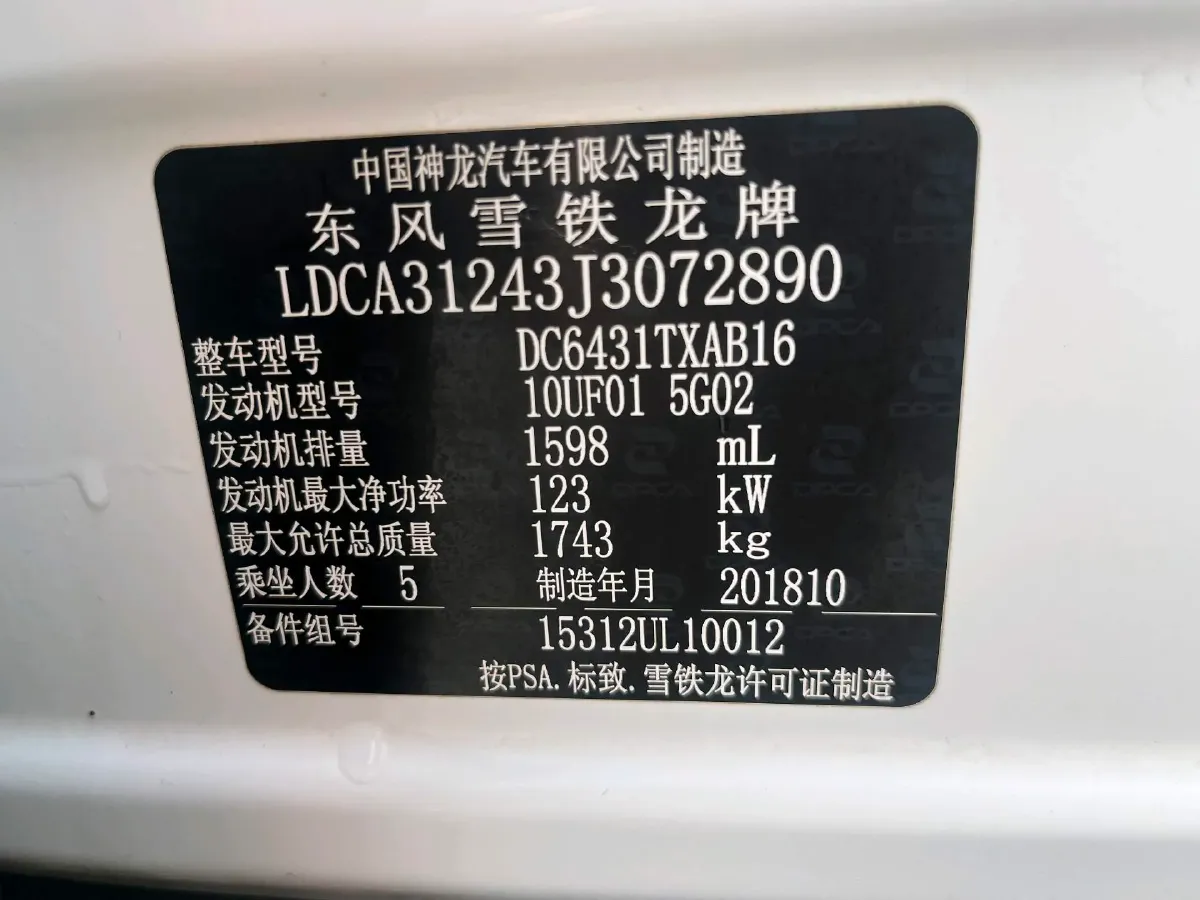 中国神龙汽车有限公司制造
东风雪铁龙牌
LDCA31243J3072890
整车型号 DC6431TXAB16
发动机型号 10UF01 5G02
发动机排量 1598 mL
发动机最大净功率 123 kW
最大允许总质量 1743 kg
乘坐人数 5 制造年月 201810
备件组号 15312UL10012
按PSA.标致.雪铁龙许可证制造